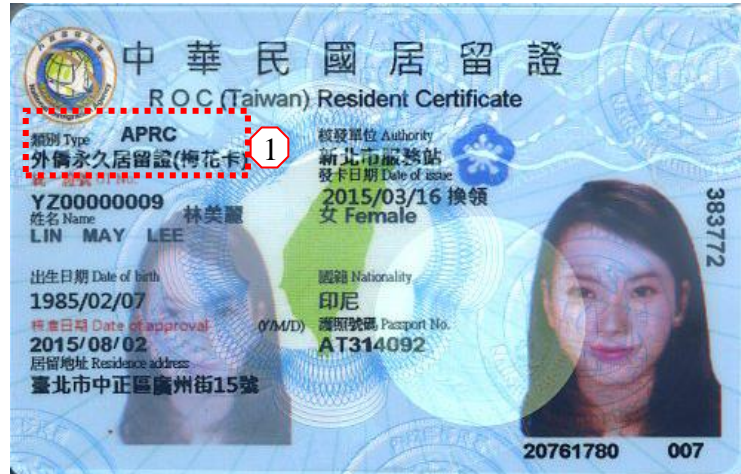 中華民國居留證
ROC (Taiwan) Resident Certificate
類別 Type APRC
外僑永久居留證(梅花卡)
1
核發單位 Authority
新北市服務站
發卡日期 Date of issue
2015/03/16 換領
YZ00000009
姓名 Name 林美麗
LIN MAY LEE
女 Female
3837772
出生日期 Date of birth
1985/02/07
國籍 Nationality
印尼
核准日期 Date of approval (Y/M/D)
2015/08/02
護照號碼 Passport No.
AT314092
居留地址 Residence address
臺北市中正區廣州街15號
20761780 007